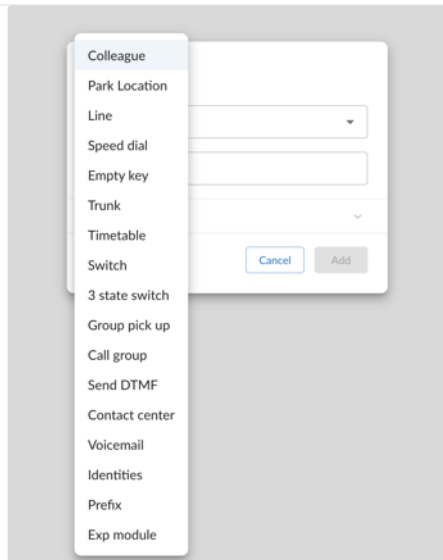 Colleague
Park Location
Line
Speed dial
Empty key
Trunk
Timetable
Switch
Cancel
Add
3 state switch
Group pick up
Call group
Send DTMF
Contact center
Voicemail
Identities
Prefix
Exp module